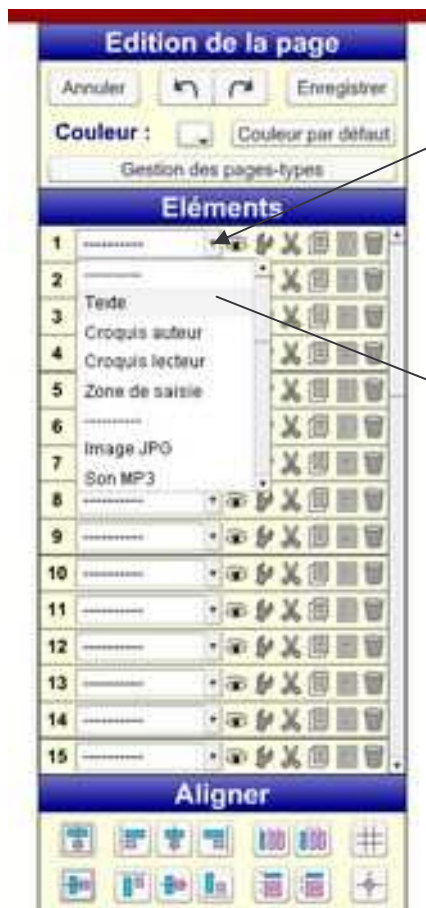 Edition de la page
Annuler Enregistrer
Couleur : Couleur par défaut
Gestion des pages-types
Eléments
1 ----------
2 ----------
Texte
3
Croquis auteur
4 Croquis lecteur
5 Zone de saisie
6 ----------
7 Image JPG
Son MP3
8 ----------
9 ----------
10 ----------
11 ----------
12 ----------
13 ----------
14 ----------
15 ----------
Aligner